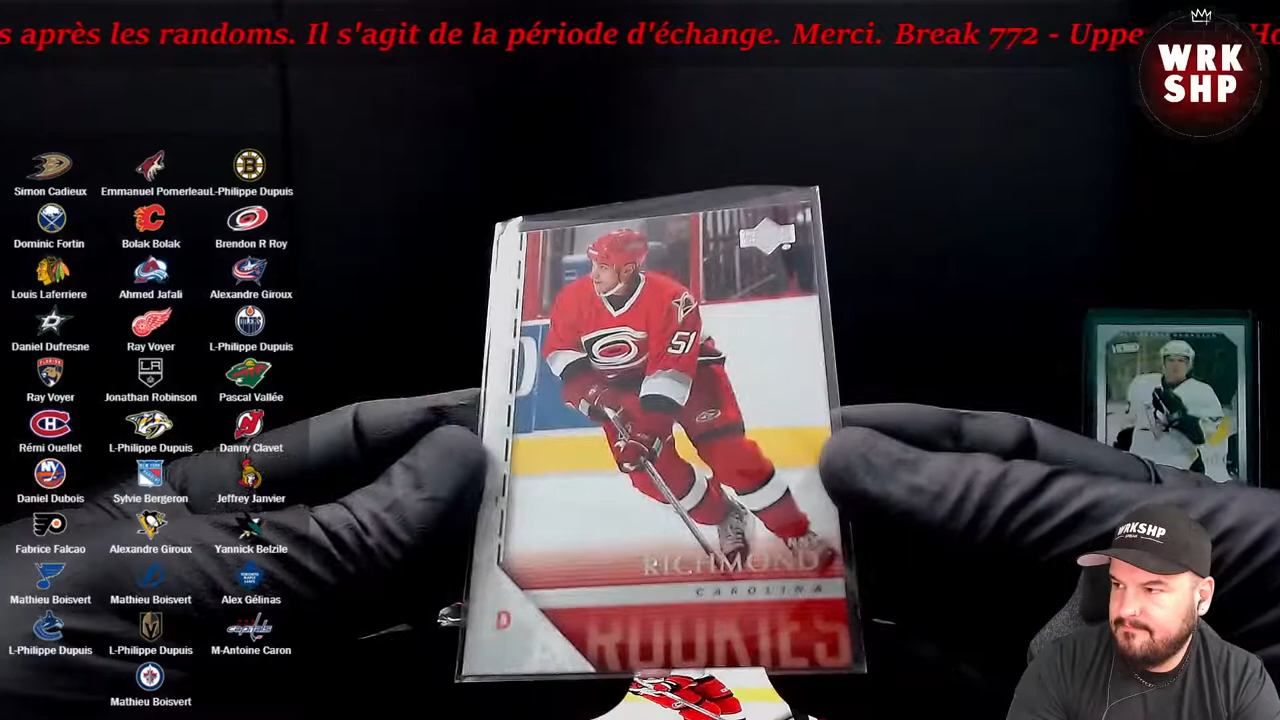 s après les randoms. Il s'agit de la période d'échange. Merci. Break 772 - Uppe
WRK
SHP
Simon Cadieux
Emmanuel Pomerleau
L-Philippe Dupuis
Dominic Fortin
Bolak Bolak
Brendon R Roy
Louis Laferriere
Ahmed Jafali
Alexandre Giroux
Daniel Dufresne
Ray Voyer
L-Philippe Dupuis
Ray Voyer
Jonathan Robinson
Pascal Vallée
Rémi Ouellet
L-Philippe Dupuis
Danny Clavet
Daniel Dubois
Sylvie Bergeron
Jeffrey Janvier
Fabrice Falcao
Alexandre Giroux
Yannick Belzile
Mathieu Boisvert
Mathieu Boisvert
Alex Gélinas
L-Philippe Dupuis
L-Philippe Dupuis
M-Antoine Caron
Mathieu Boisvert
51
RICHMOND
CAROLINA
D
ROOKIES
WRKSHP